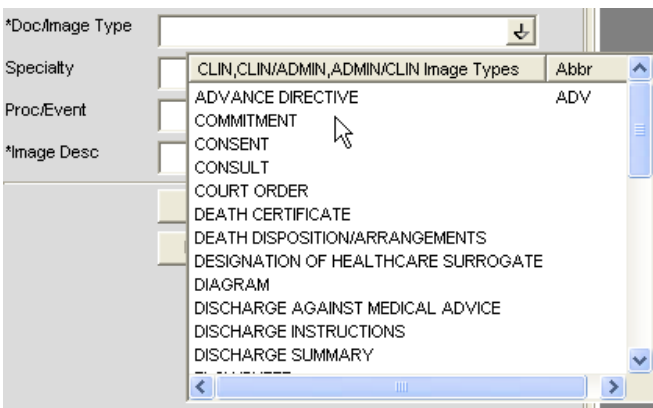 *Doc/Image Type
Specialty
Proc/Event
*Image Desc
CLIN,CLIN/ADMIN,ADMIN/CLIN Image Types Abbr
ADVANCE DIRECTIVE ADV
COMMITMENT
CONSENT
CONSULT
COURT ORDER
DEATH CERTIFICATE
DEATH DISPOSITION/ARRANGEMENTS
DESIGNATION OF HEALTHCARE SURROGATE
DIAGRAM
DISCHARGE AGAINST MEDICAL ADVICE
DISCHARGE INSTRUCTIONS
DISCHARGE SUMMARY